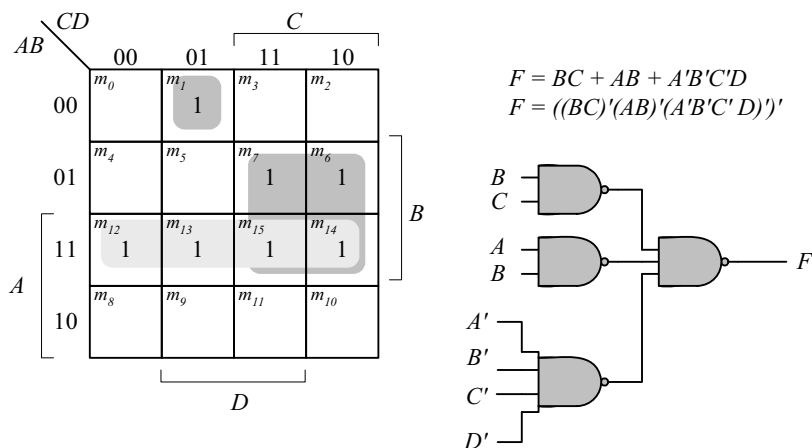 CD
C
AB
00 01 11 10
m0 m1 m3 m2
00 1
m4 m5 m7 m6
01 1 1
B
m12 m13 m15 m14
11 1 1 1 1
A
m8 m9 m11 m10
10
D
F = BC + AB + A'B'C'D
F = ((BC)'(AB)'(A'B'C' D)')'
B
C
A
B
F
A'
B'
C'
D'